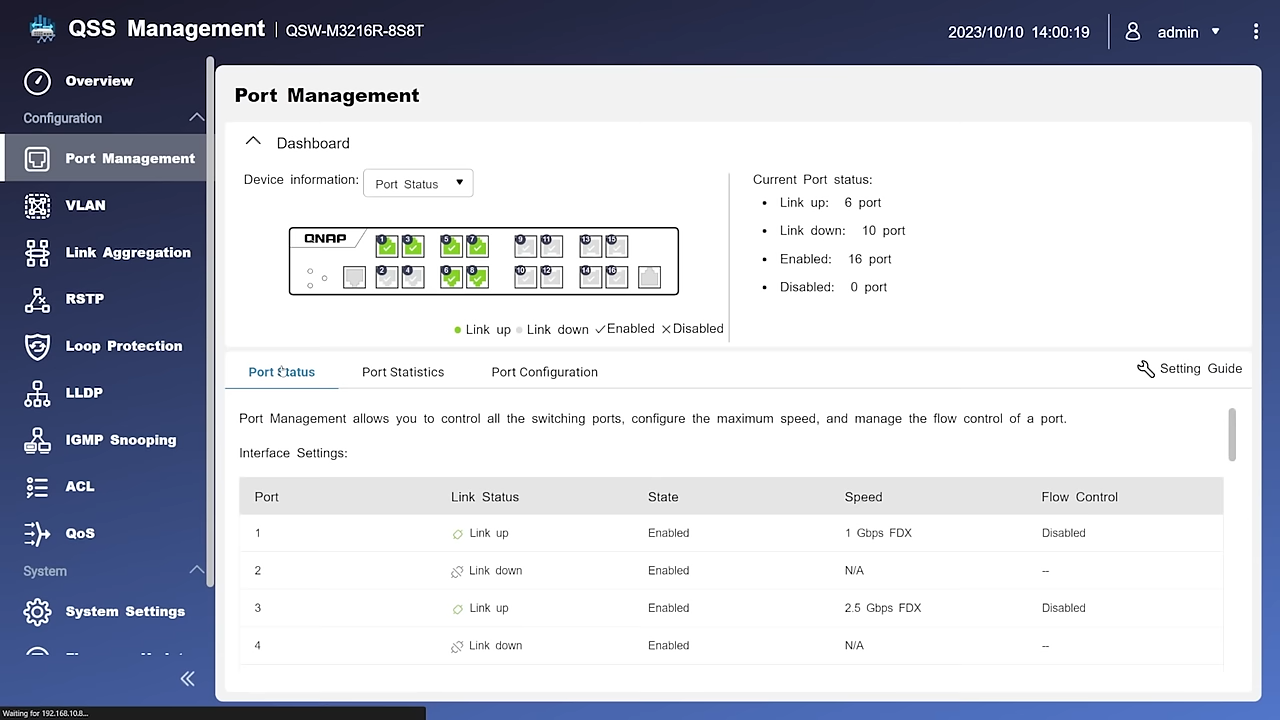 QSS Management | QSW-M3216R-8S8T
2023/10/10 14:00:19
admin
Overview
Configuration
Port Management
VLAN
Link Aggregation
RSTP
Loop Protection
LLDP
IGMP Snooping
ACL
QoS
System
System Settings
Port Management
Dashboard
Device information: Port Status
QNAP
1 3 5 7 9 11 13 15
2 4 6 8 10 12 14 16
Link up Link down Enabled Disabled
Current Port status:
• Link up: 6 port
• Link down: 10 port
• Enabled: 16 port
• Disabled: 0 port
Port Status Port Statistics Port Configuration
Setting Guide
Port Management allows you to control all the switching ports, configure the maximum speed, and manage the flow control of a port.
Interface Settings:
Port Link Status State Speed Flow Control
1 Link up Enabled 1 Gbps FDX Disabled
2 Link down Enabled N/A --
3 Link up Enabled 2.5 Gbps FDX Disabled
4 Link down Enabled N/A --
Waiting for 192.168.10.8...